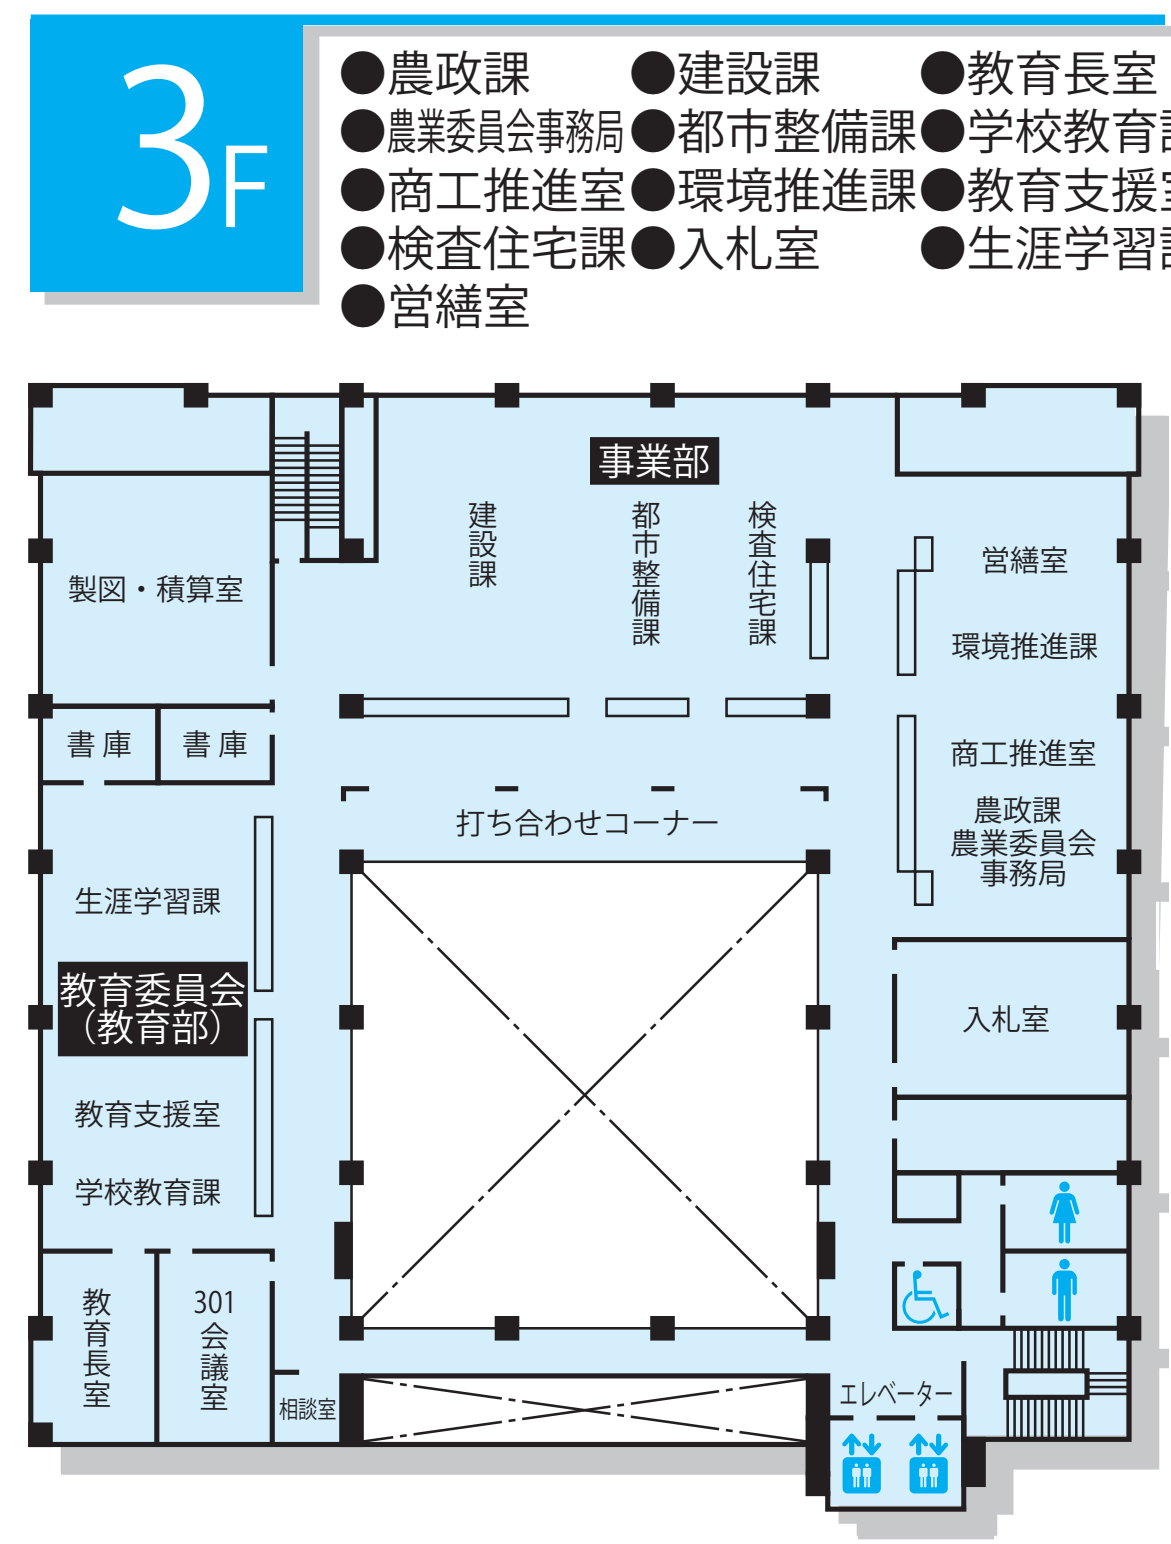 3F
●農政課 ●建設課 ●教育長室
●農業委員会事務局 ●都市整備課 ●学校教育課
●商工推進室 ●環境推進課 ●教育支援室
●検査住宅課 ●入札室 ●生涯学習課
●営繕室
事業部
建設課
都市整備課
検査住宅課
営繕室
製図・積算室
環境推進課
書庫
書庫
商工推進室
打ち合わせコーナー
農政課
農業委員会
事務局
生涯学習課
教育委員会
（教育部）
入札室
教育支援室
学校教育課
教育長室
301会議室
相談室
エレベーター